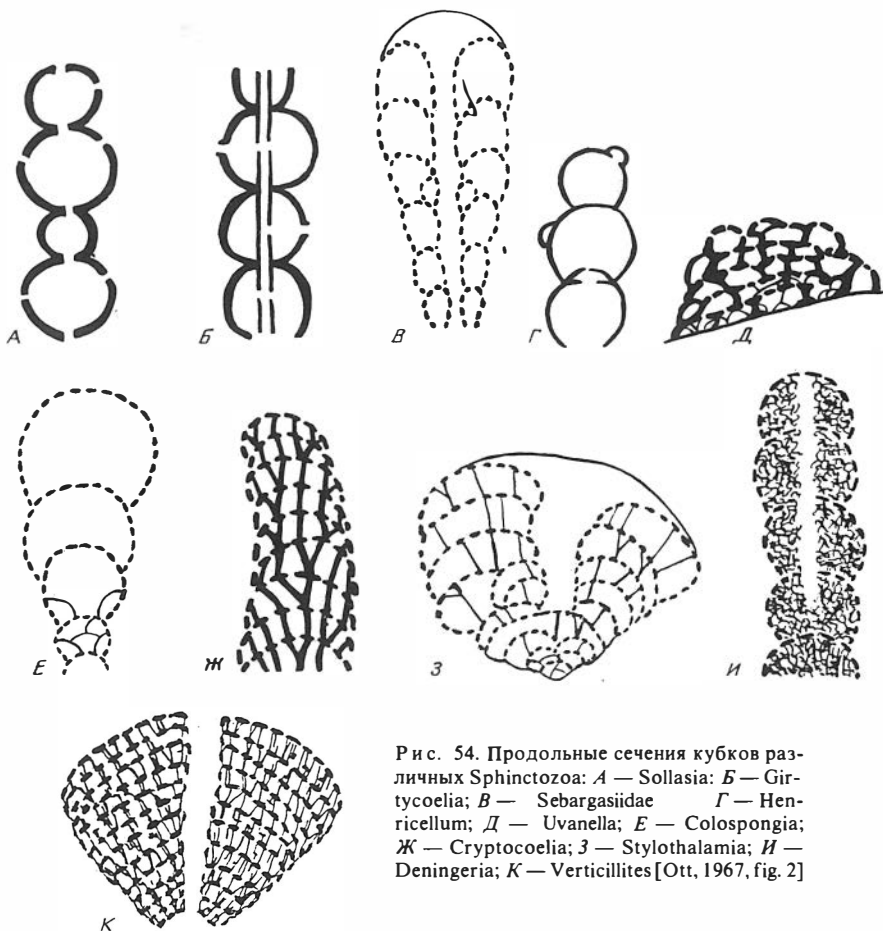 А
Б
В
Г
Д
Е
Ж
З
И
К
Рис. 54. Продольные сечения кубков раз-
личных Sphinctozoa: А — Sollasia: Б — Gir-
tycoelia; В — Sebargasiidae Г — Hen-
ricellum; Д — Uvanella; Е — Colospongia;
Ж — Cryptocoelia; З — Stylothalamia; И —
Deningeria; К — Verticillites [Ott, 1967, fig. 2]